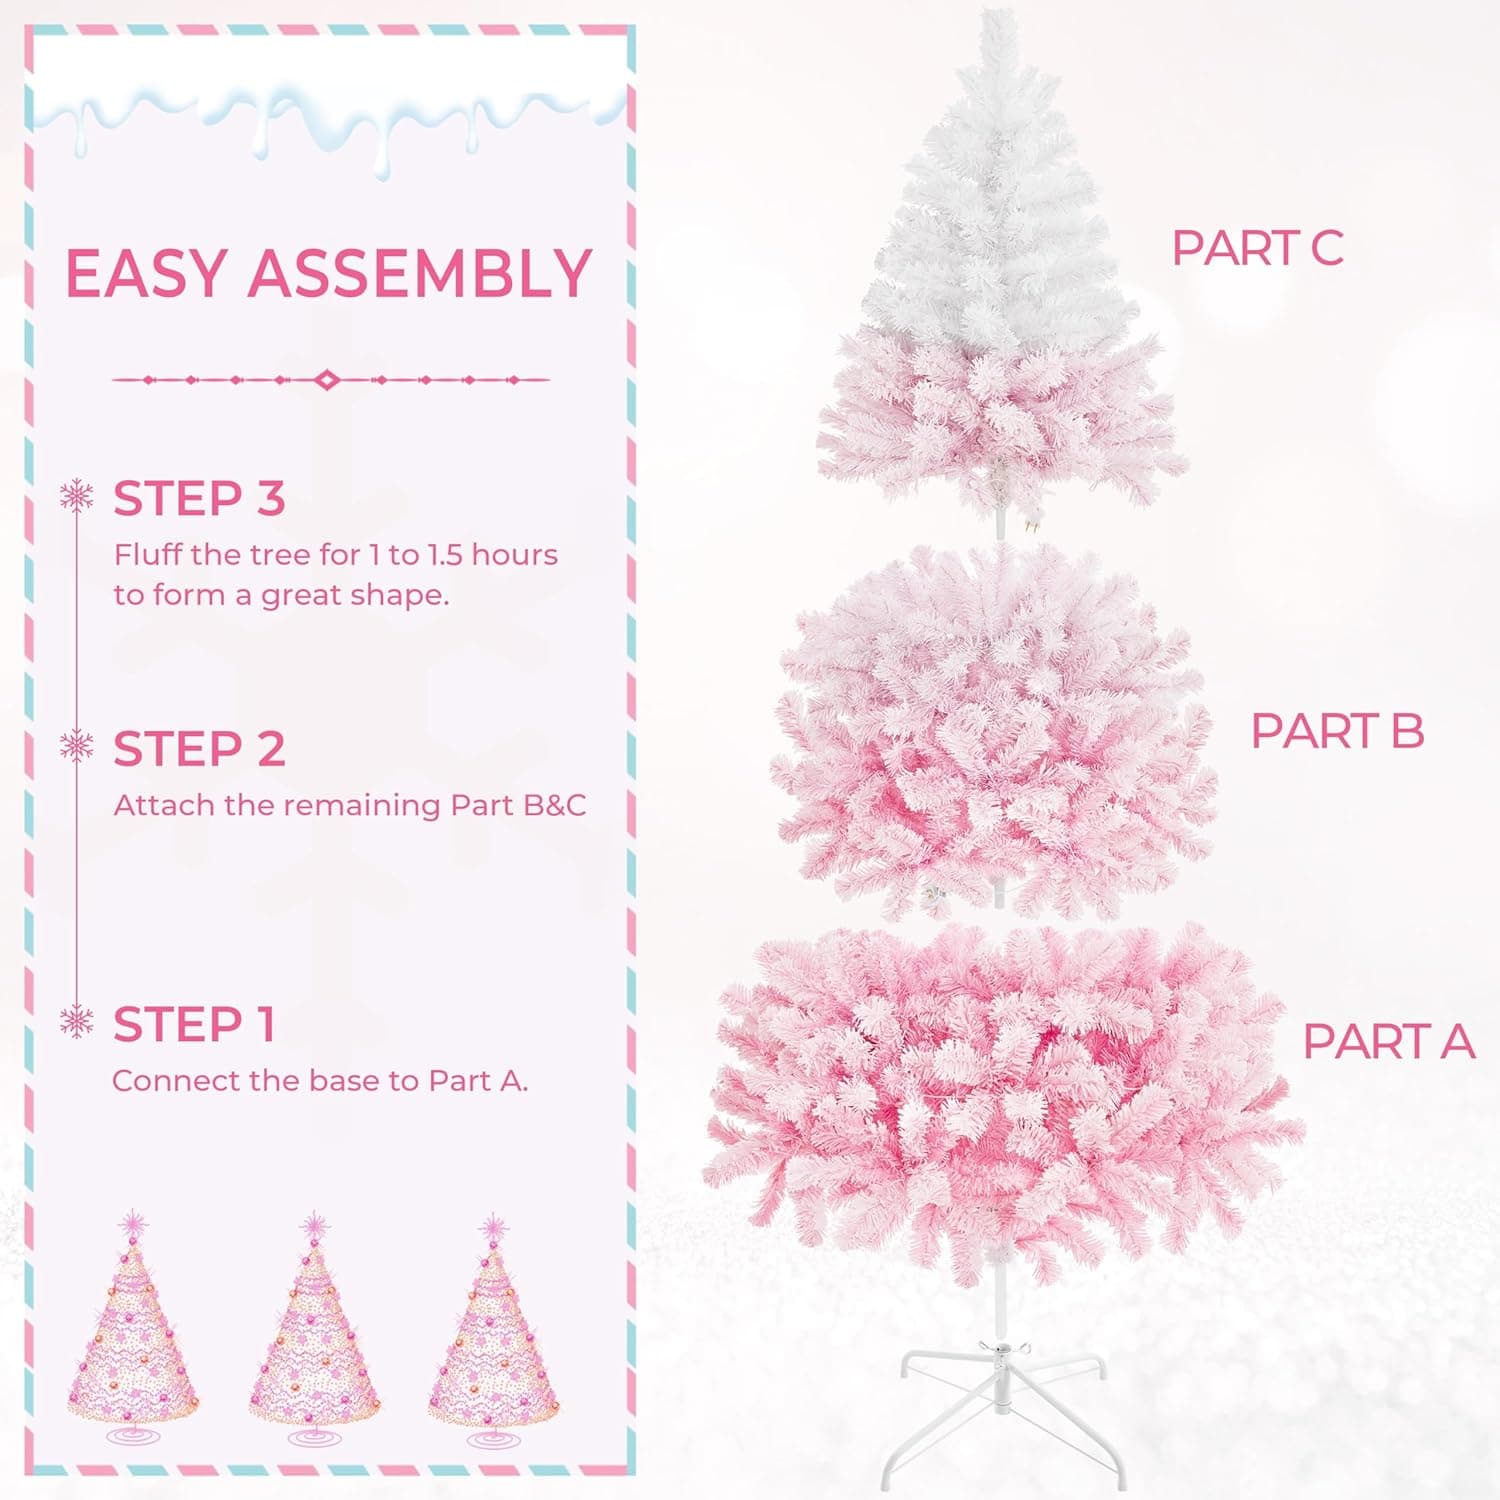 EASY ASSEMBLY
STEP 3
Fluff the tree for 1 to 1.5 hours
to form a great shape.
STEP 2
Attach the remaining Part B&C
STEP 1
Connect the base to Part A.
PART C
PART B
PART A